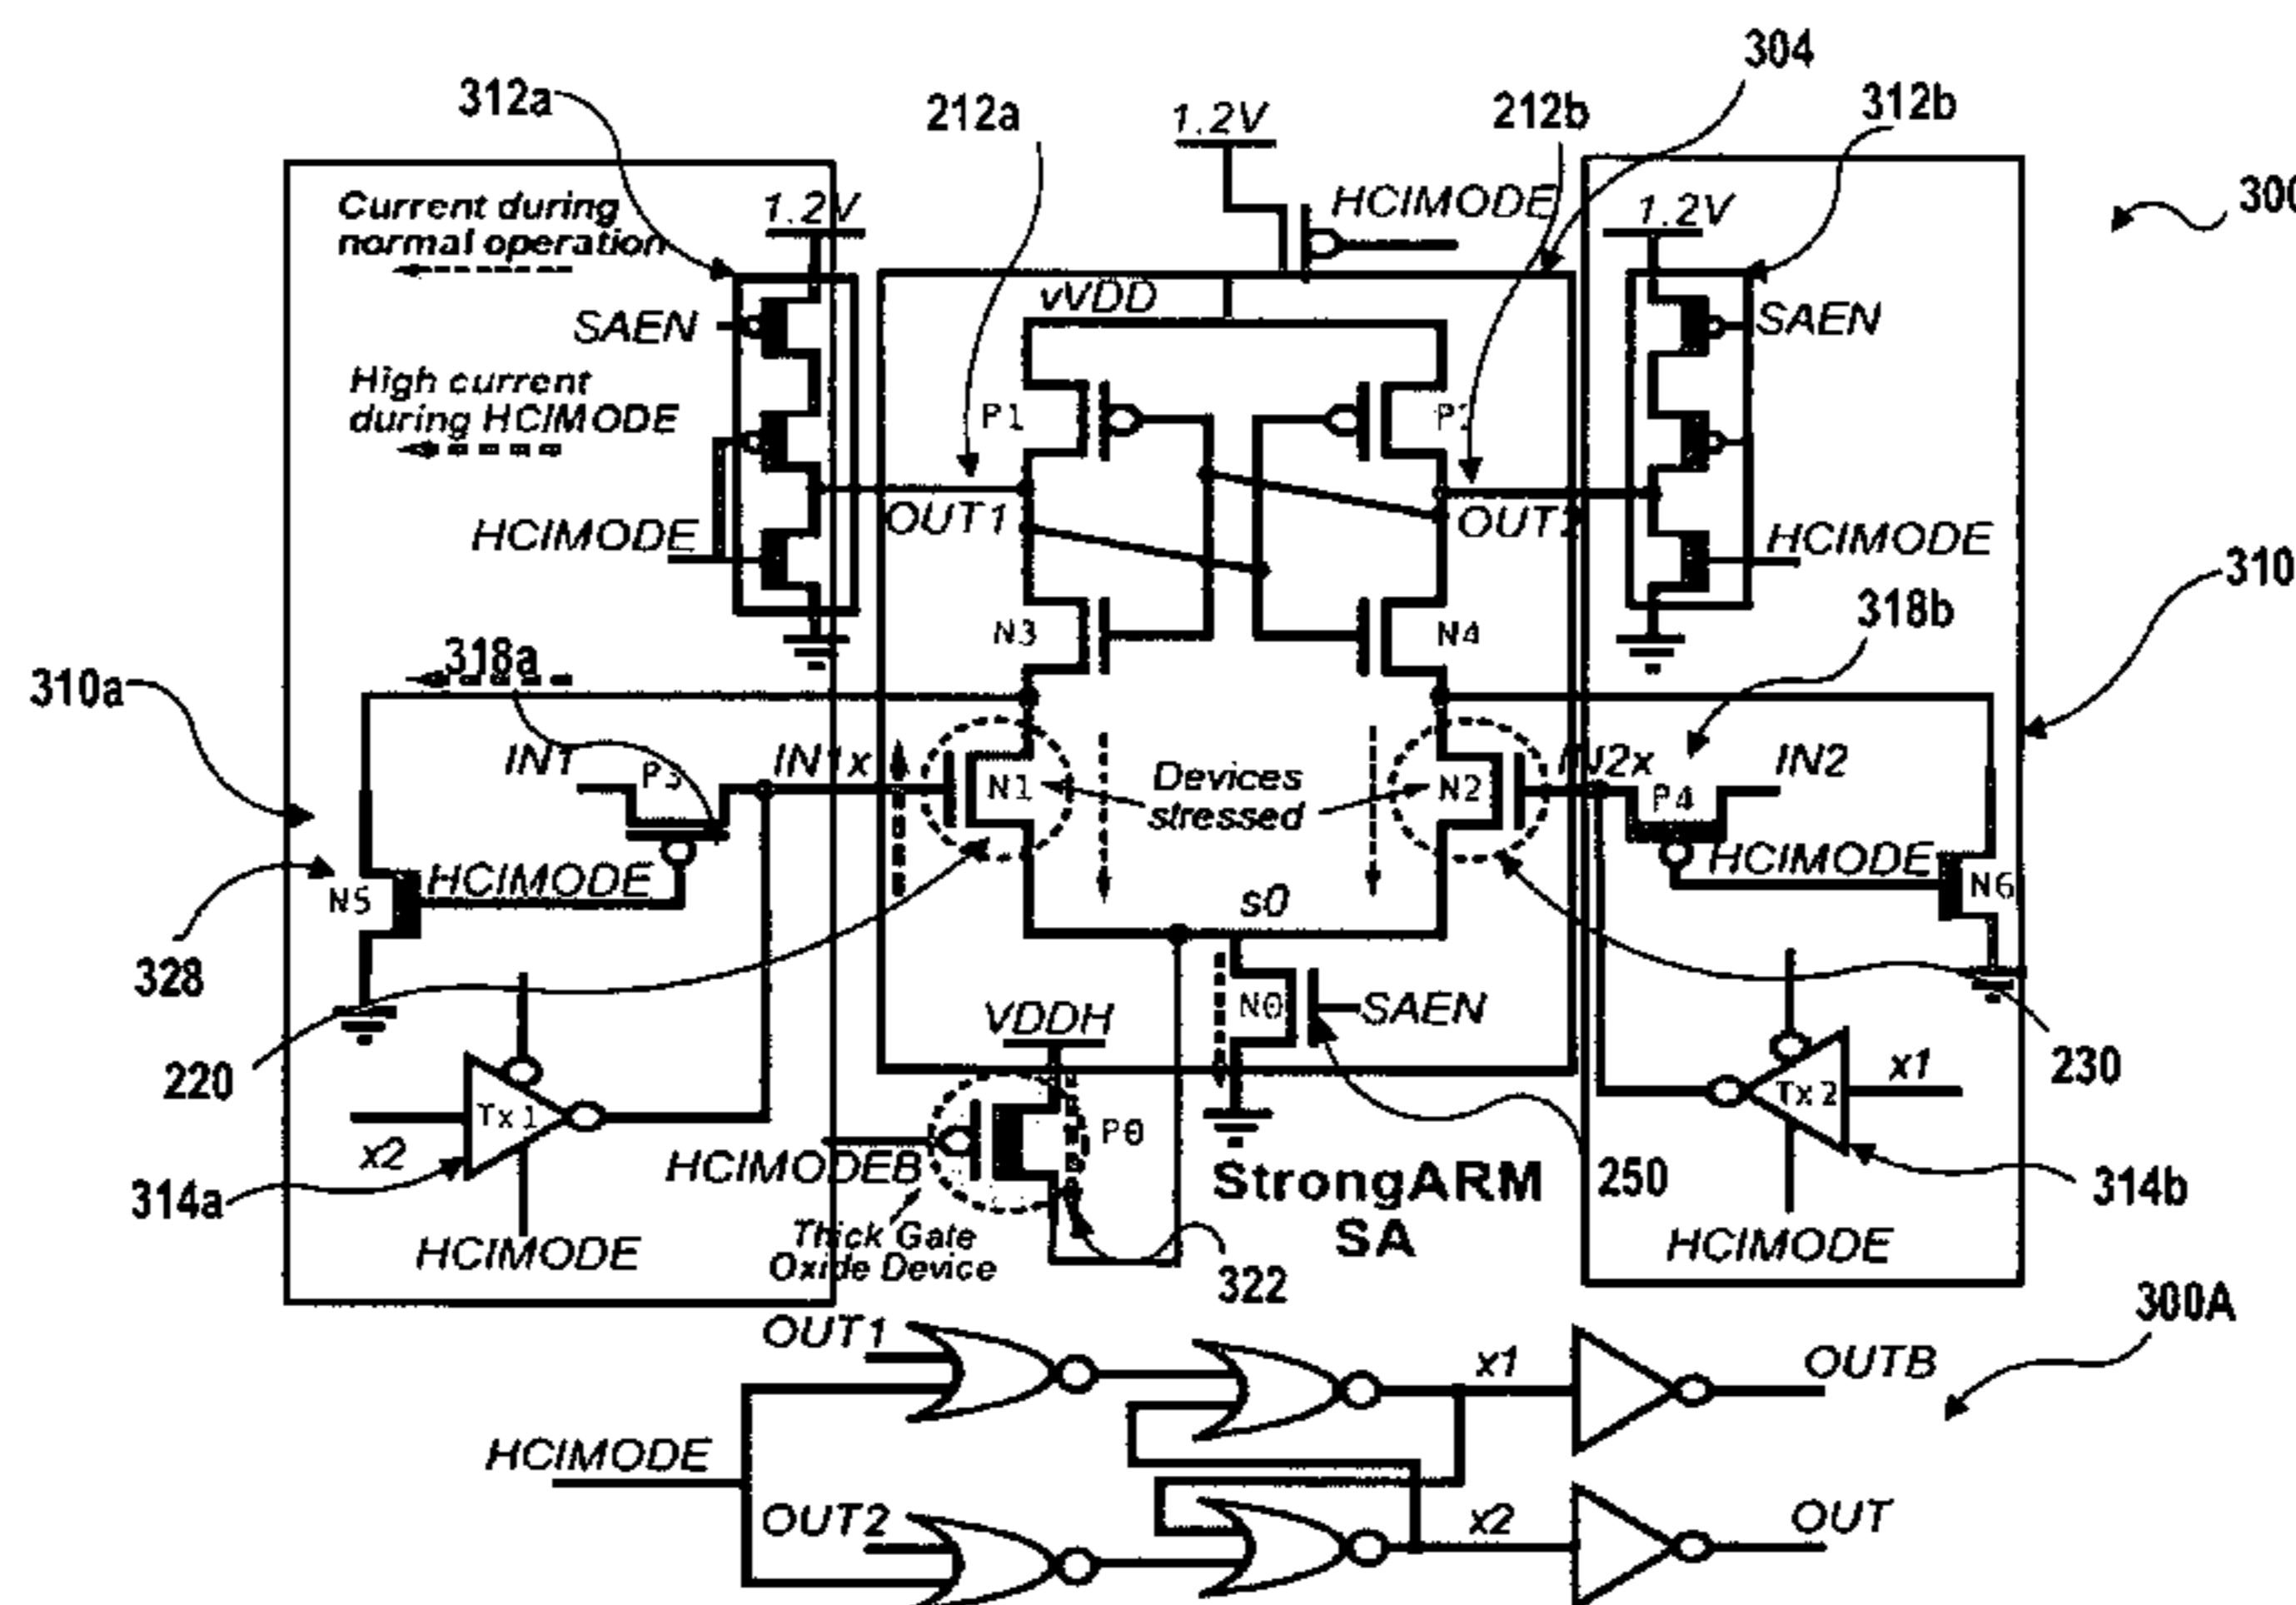 304
312a
212a
1.2V
212b
312b
Current during
normal operation
1.2V
HCIMODE
1.2V
vVDD
SAEN
SAEN
High current
during HCIMODE
P1
HCIMODE
OUT1
HCIMODE
310
N3
N4
318b
318a
310a
IN1
P3
IN1x
N1
Devices
stressed
N2
IN2x
P4
IN2
HCIMODE
HCIMODE
N5
N6
s0
328
VDDH
N0
SAEN
220
230
Tx1
x2
P0
Tx2
x1
HCIMODEB
314a
StrongARM
SA
250
314b
HCIMODE
Thick Gate
Oxide Device
322
HCIMODE
300A
OUT1
x1
OUTB
HCIMODE
OUT2
x2
OUT